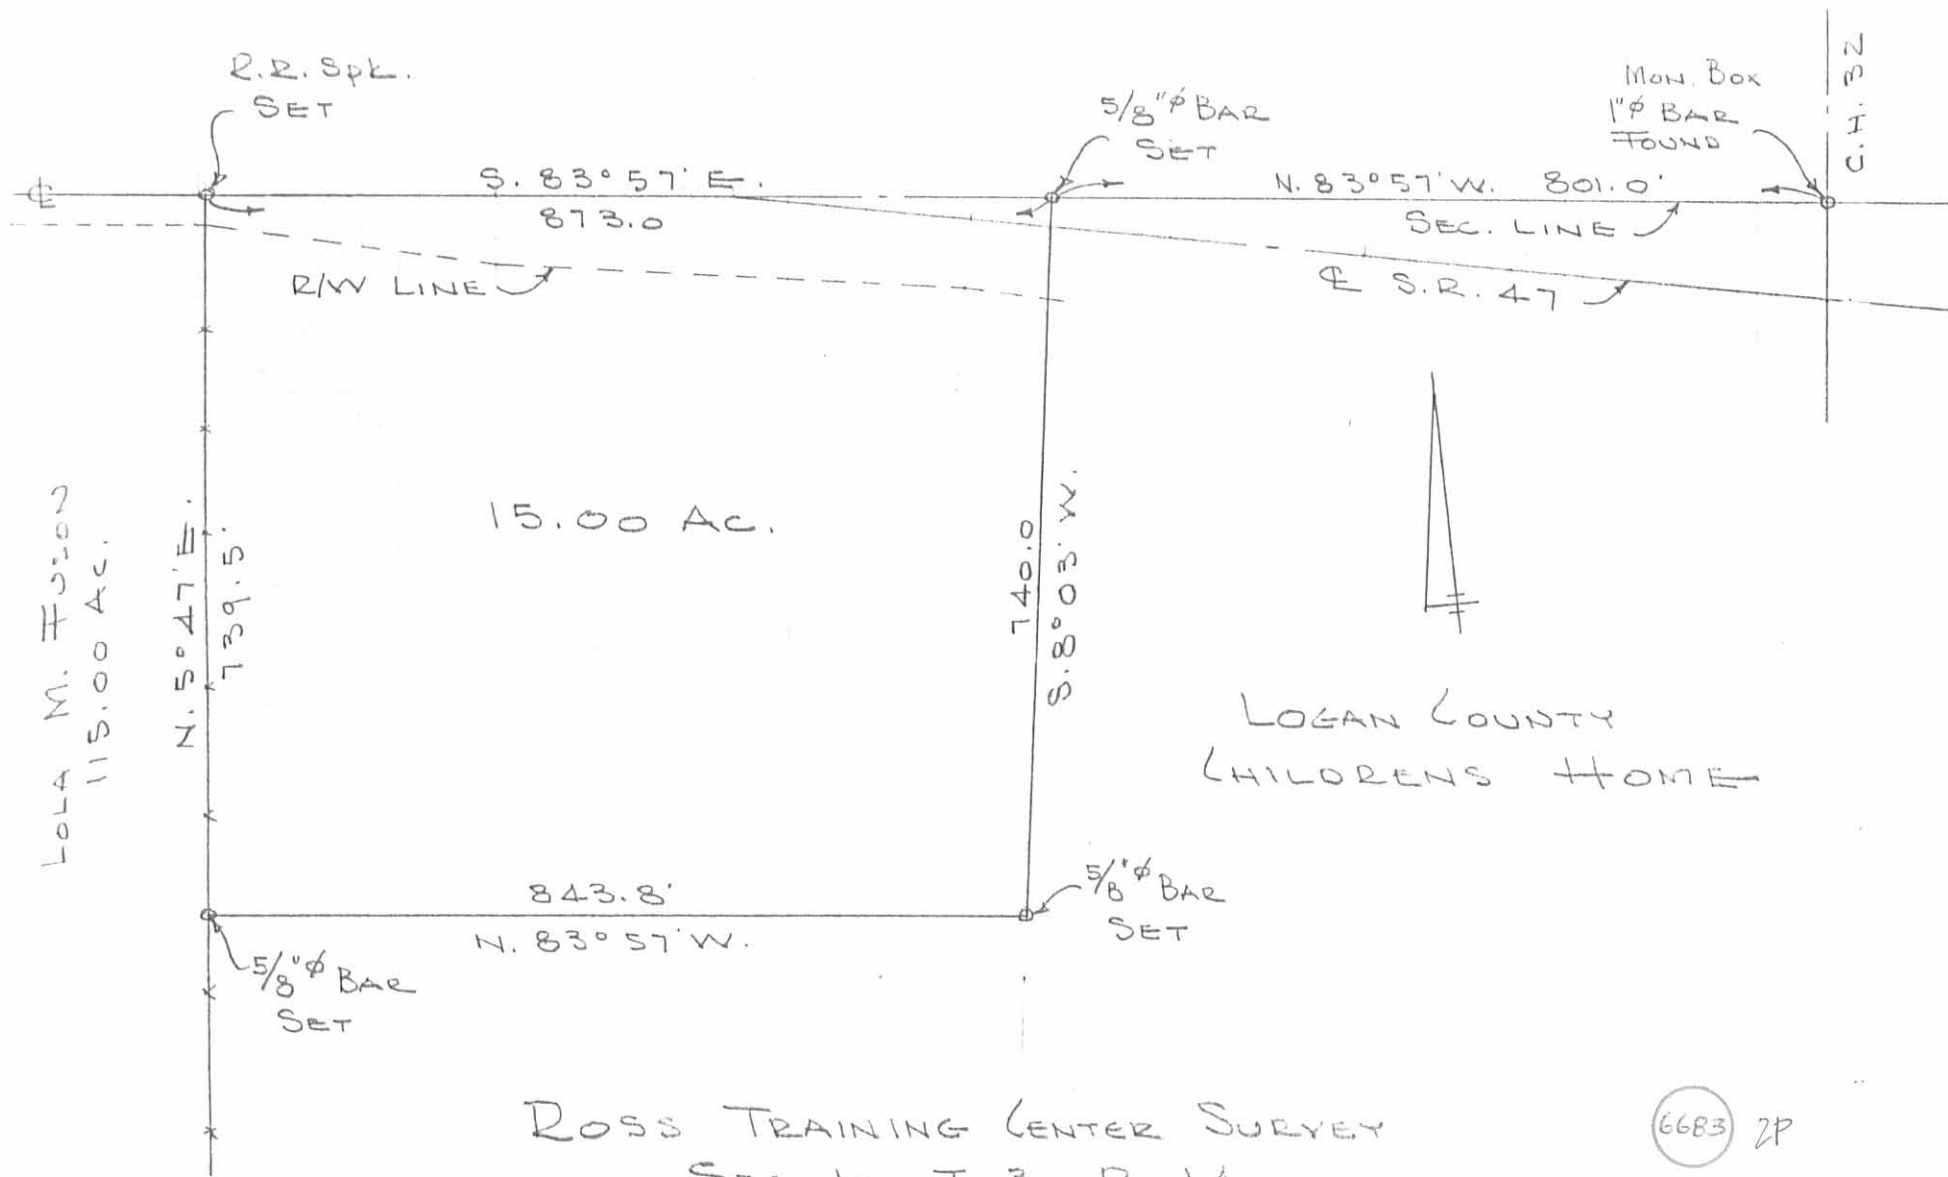 R.R. Spk.
SET
5/8"ø BAR
SET
MON. BOX
1"ø BAR
FOUND
C.H. 32
℄
S. 83° 57' E.
873.0
N. 83° 57' W. 801.0'
SEC. LINE
R/W LINE
℄ S.R. 47
15.00 AC.
LOLA M. FUSON
115.00 AC.
N. 5° 47' E.
739.5'
740.0
S. 8° 03' W.
LOGAN COUNTY
CHILDRENS HOME
843.8'
N. 83° 57' W.
5/8"ø BAR
SET
5/8"ø BAR
SET
ROSS TRAINING CENTER SURVEY
6683 2P